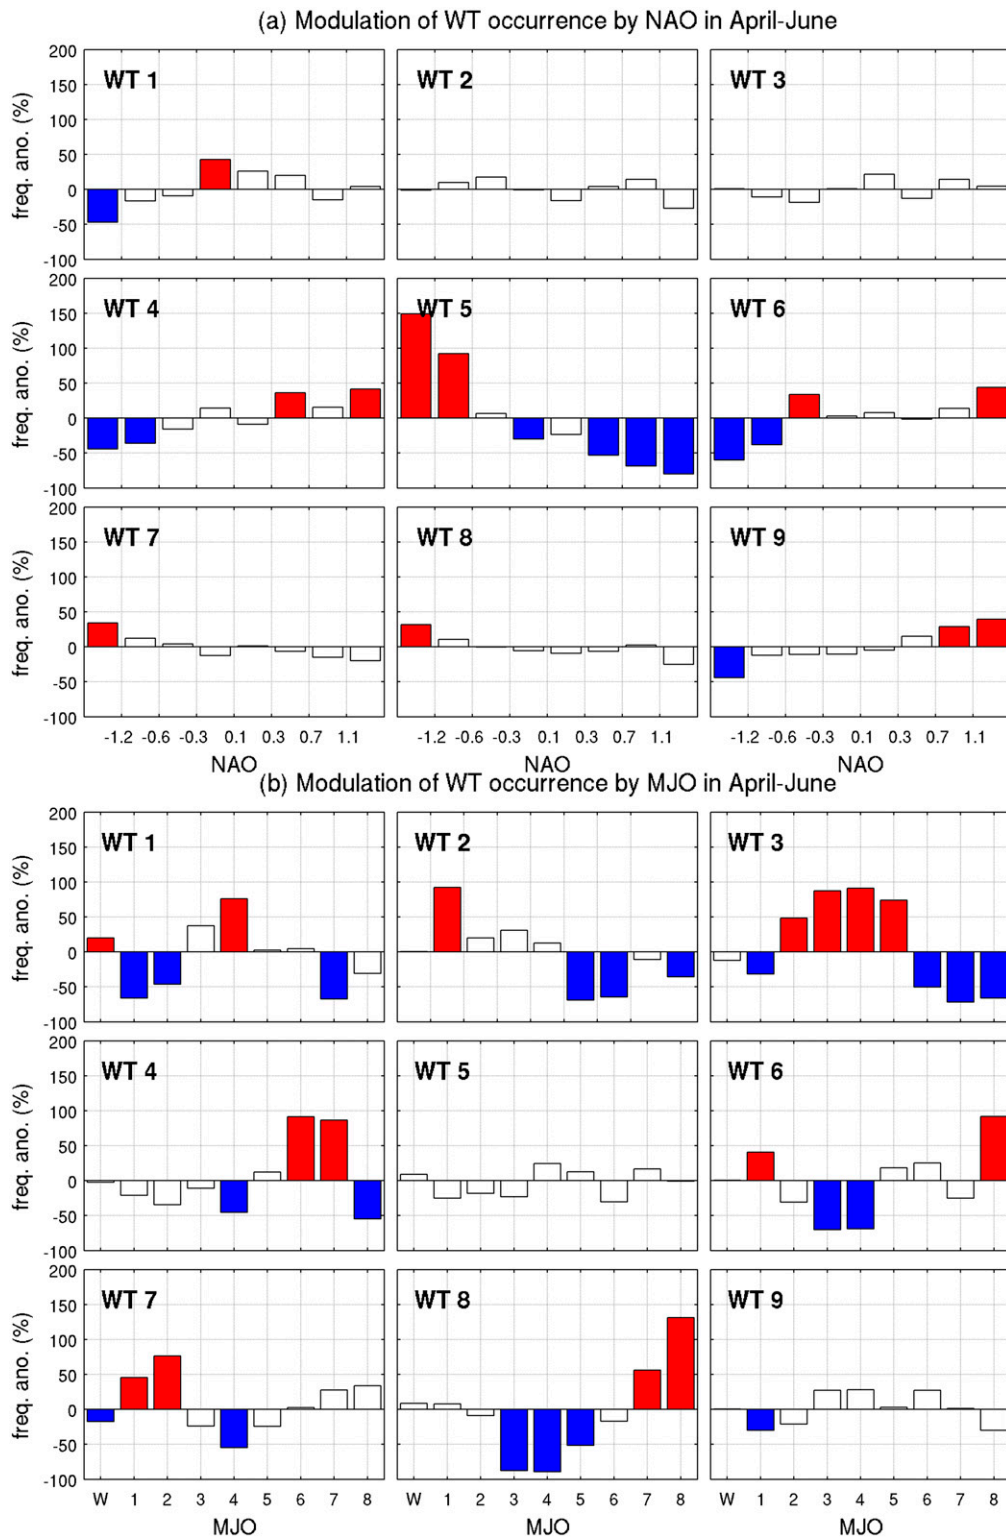 (a) Modulation of WT occurrence by NAO in April-June
freq. ano. (%)
200
150
100
50
0
-50
-100
WT 1
WT 2
WT 3
freq. ano. (%)
200
150
100
50
0
-50
-100
WT 4
WT 5
WT 6
freq. ano. (%)
200
150
100
50
0
-50
-100
WT 7
WT 8
WT 9
-1.2 -0.6 -0.3 0.1 0.3 0.7 1.1
-1.2 -0.6 -0.3 0.1 0.3 0.7 1.1
-1.2 -0.6 -0.3 0.1 0.3 0.7 1.1
NAO NAO NAO
(b) Modulation of WT occurrence by MJO in April-June
freq. ano. (%)
200
150
100
50
0
-50
-100
WT 1
WT 2
WT 3
freq. ano. (%)
200
150
100
50
0
-50
-100
WT 4
WT 5
WT 6
freq. ano. (%)
200
150
100
50
0
-50
-100
WT 7
WT 8
WT 9
W 1 2 3 4 5 6 7 8
W 1 2 3 4 5 6 7 8
W 1 2 3 4 5 6 7 8
MJO MJO MJO